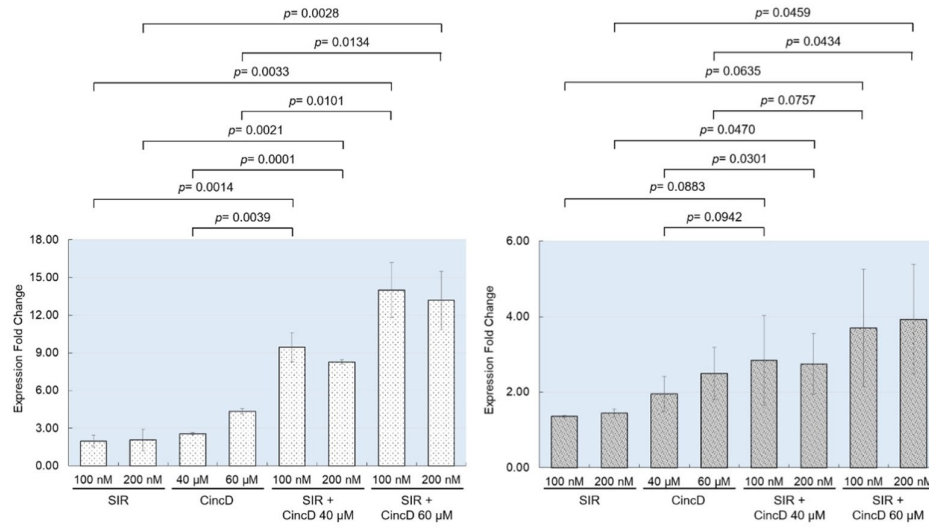 p= 0.0028
p= 0.0134
p= 0.0033
p= 0.0101
p= 0.0021
p= 0.0001
p= 0.0014
p= 0.0039
18.00
15.00
12.00
9.00
6.00
3.00
0.00
Expression Fold Change
100 nM 200 nM 40 µM 60 µM 100 nM 200 nM 100 nM 200 nM
SIR CincD SIR + SIR +
CincD 40 µM CincD 60 µM
p= 0.0459
p= 0.0434
p= 0.0635
p= 0.0757
p= 0.0470
p= 0.0301
p= 0.0883
p= 0.0942
6.00
4.00
2.00
0.00
Expression Fold Change
100 nM 200 nM 40 µM 60 µM 100 nM 200 nM 100 nM 200 nM
SIR CincD SIR + SIR +
CincD 40 µM CincD 60 µM